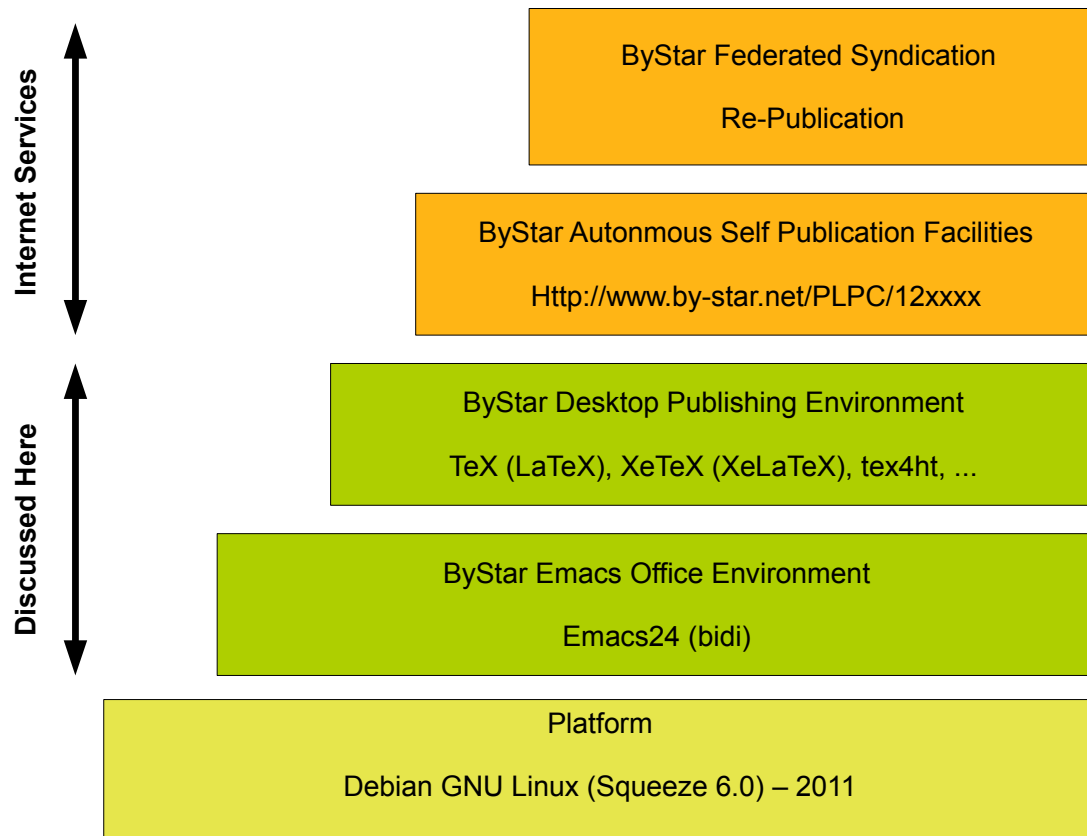 Internet Services
ByStar Federated Syndication
Re-Publication
ByStar Autonmous Self Publication Facilities
Http://www.by-star.net/PLPC/12xxxx
Discussed Here
ByStar Desktop Publishing Environment
TeX (LaTeX), XeTeX (XeLaTeX), tex4ht, ...
ByStar Emacs Office Environment
Emacs24 (bidi)
Platform
Debian GNU Linux (Squeeze 6.0) – 2011